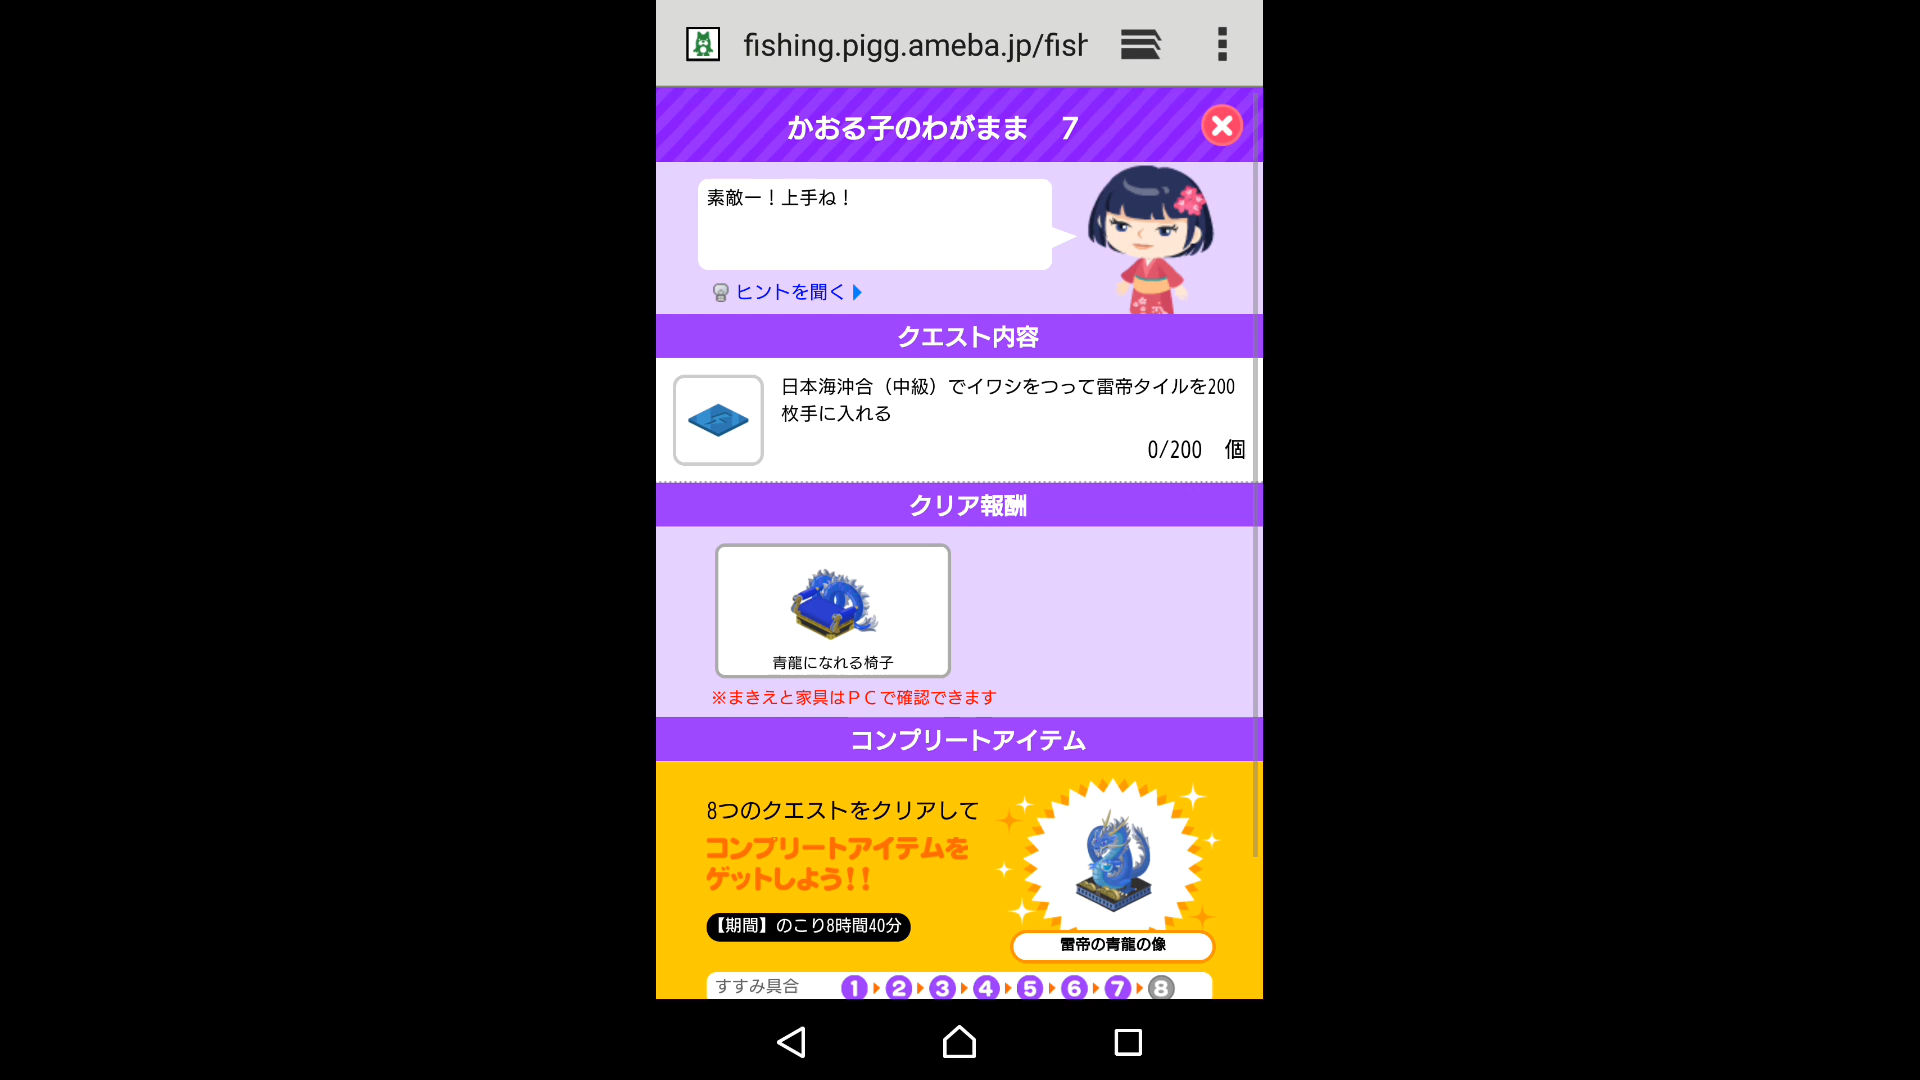 fishing.pigg.ameba.jp/fish
かおる子のわがまま　7
素敵ー！上手ね！
ヒントを聞く
クエスト内容
日本海沖合（中級）でイワシをつって雷帝タイルを200
枚手に入れる
0/200　個
クリア報酬
青龍になれる椅子
※まきえと家具はＰＣで確認できます
コンプリートアイテム
8つのクエストをクリアして
コンプリートアイテムを
ゲットしよう!!
【期間】のこり8時間40分
雷帝の青龍の像
すすみ具合 1 2 3 4 5 6 7 8